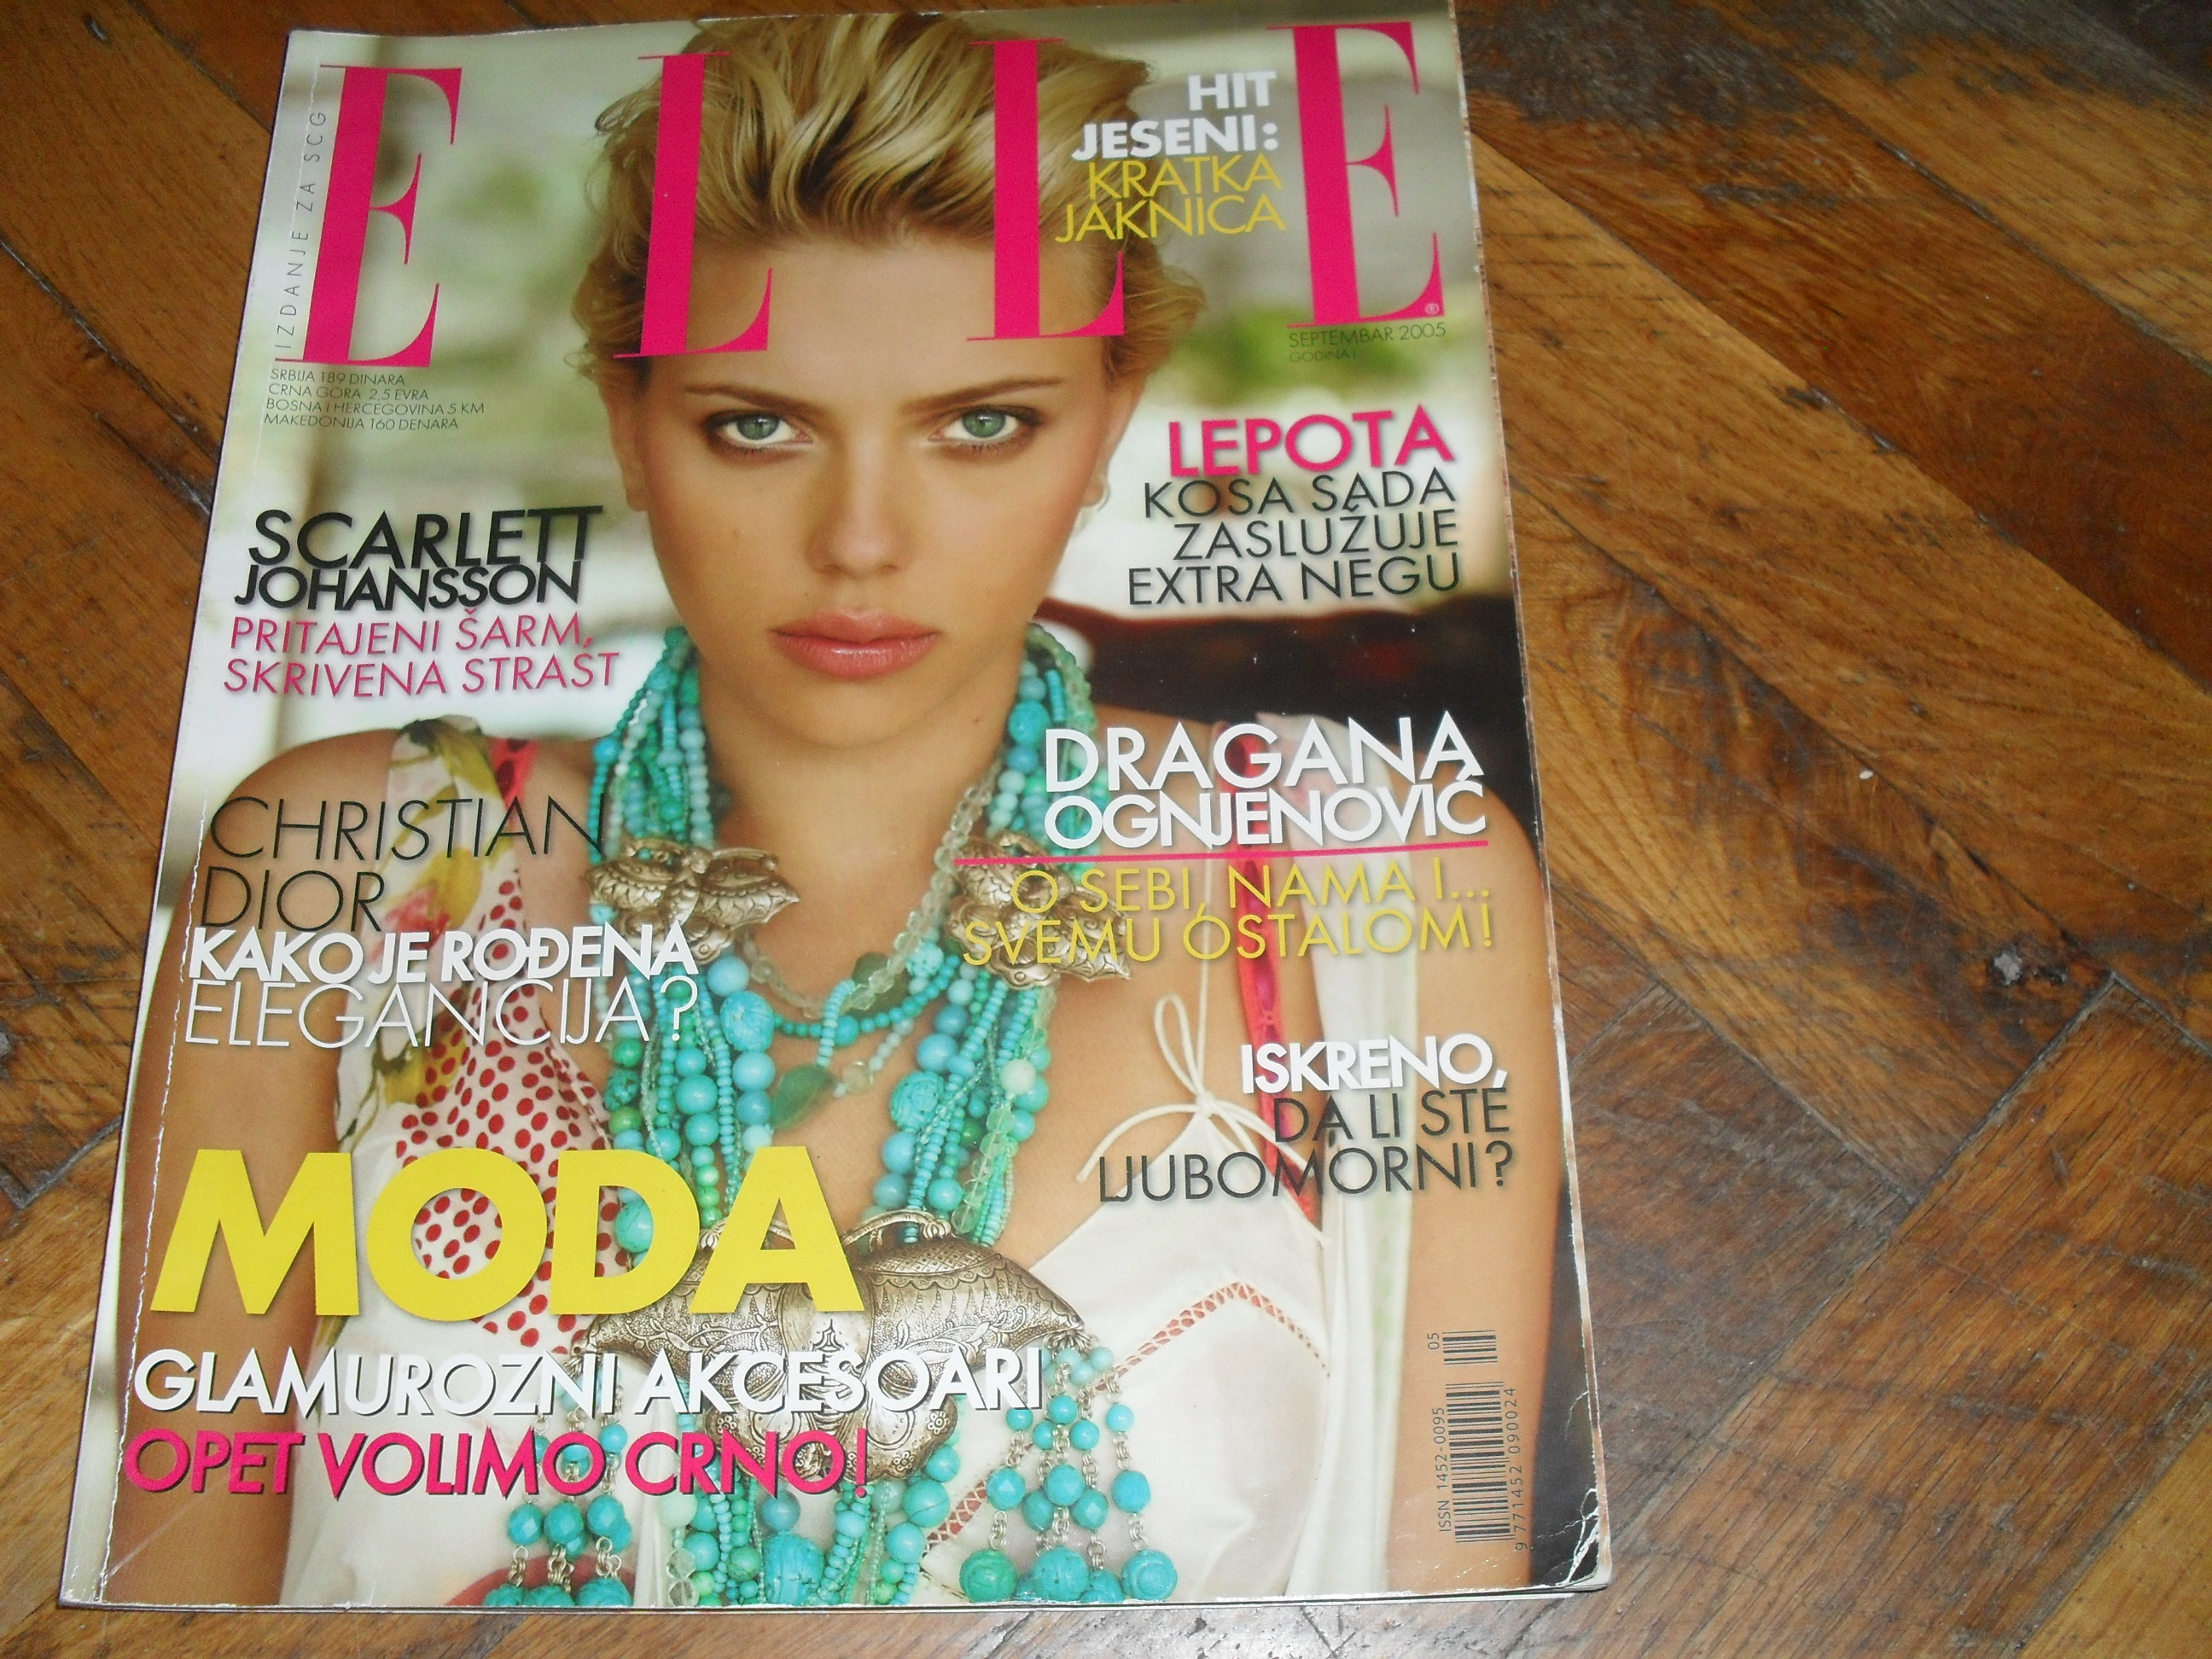 ELLE
IZDANJE ZA SCG
HIT
JESENI:
KRATKA
JAKNICA
®
SEPTEMBAR 2005
GODINA I
SRBIJA 189 DINARA
CRNA GORA 2,5 EVRA
BOSNA I HERCEGOVINA 5 KM
MAKEDONIJA 160 DENARA
LEPOTA
KOSA SADA
ZASLUŽUJE
EXTRA NEGU
SCARLETT
JOHANSSON
PRITAJENI ŠARM,
SKRIVENA STRAST
DRAGANA
OGNJENOVIĆ
O SEBI, NAMA I...
SVEMU OSTALOM!
CHRISTIAN
DIOR
KAKO JE ROĐENA
ELEGANCIJA?
ISKRENO,
DA LI STE
LJUBOMORNI?
MODA
GLAMUROZNI AKCESOARI
OPET VOLIMO CRNO!
05
ISSN 1452-0095
9 771452 090024